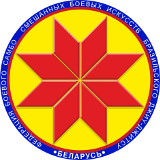 ФЕДЕРАЦИЯ БОЕВОГО САМБО СМЕШАННЫХ БОЕВЫХ ИСКУССТВ БРАЗИЛЬСКОГО ДЖИУ-ДЖИТСУ
•БЕЛАРУСЬ•